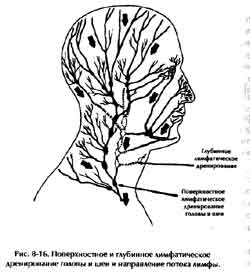 Глубинное
лимфатическое
дренирование
Поверхностное
лимфатическое
дренирование
головы и шеи
Рис. 8-16. Поверхностное и глубинное лимфатическое
дренирование головы и шеи и направление потока лимфы.